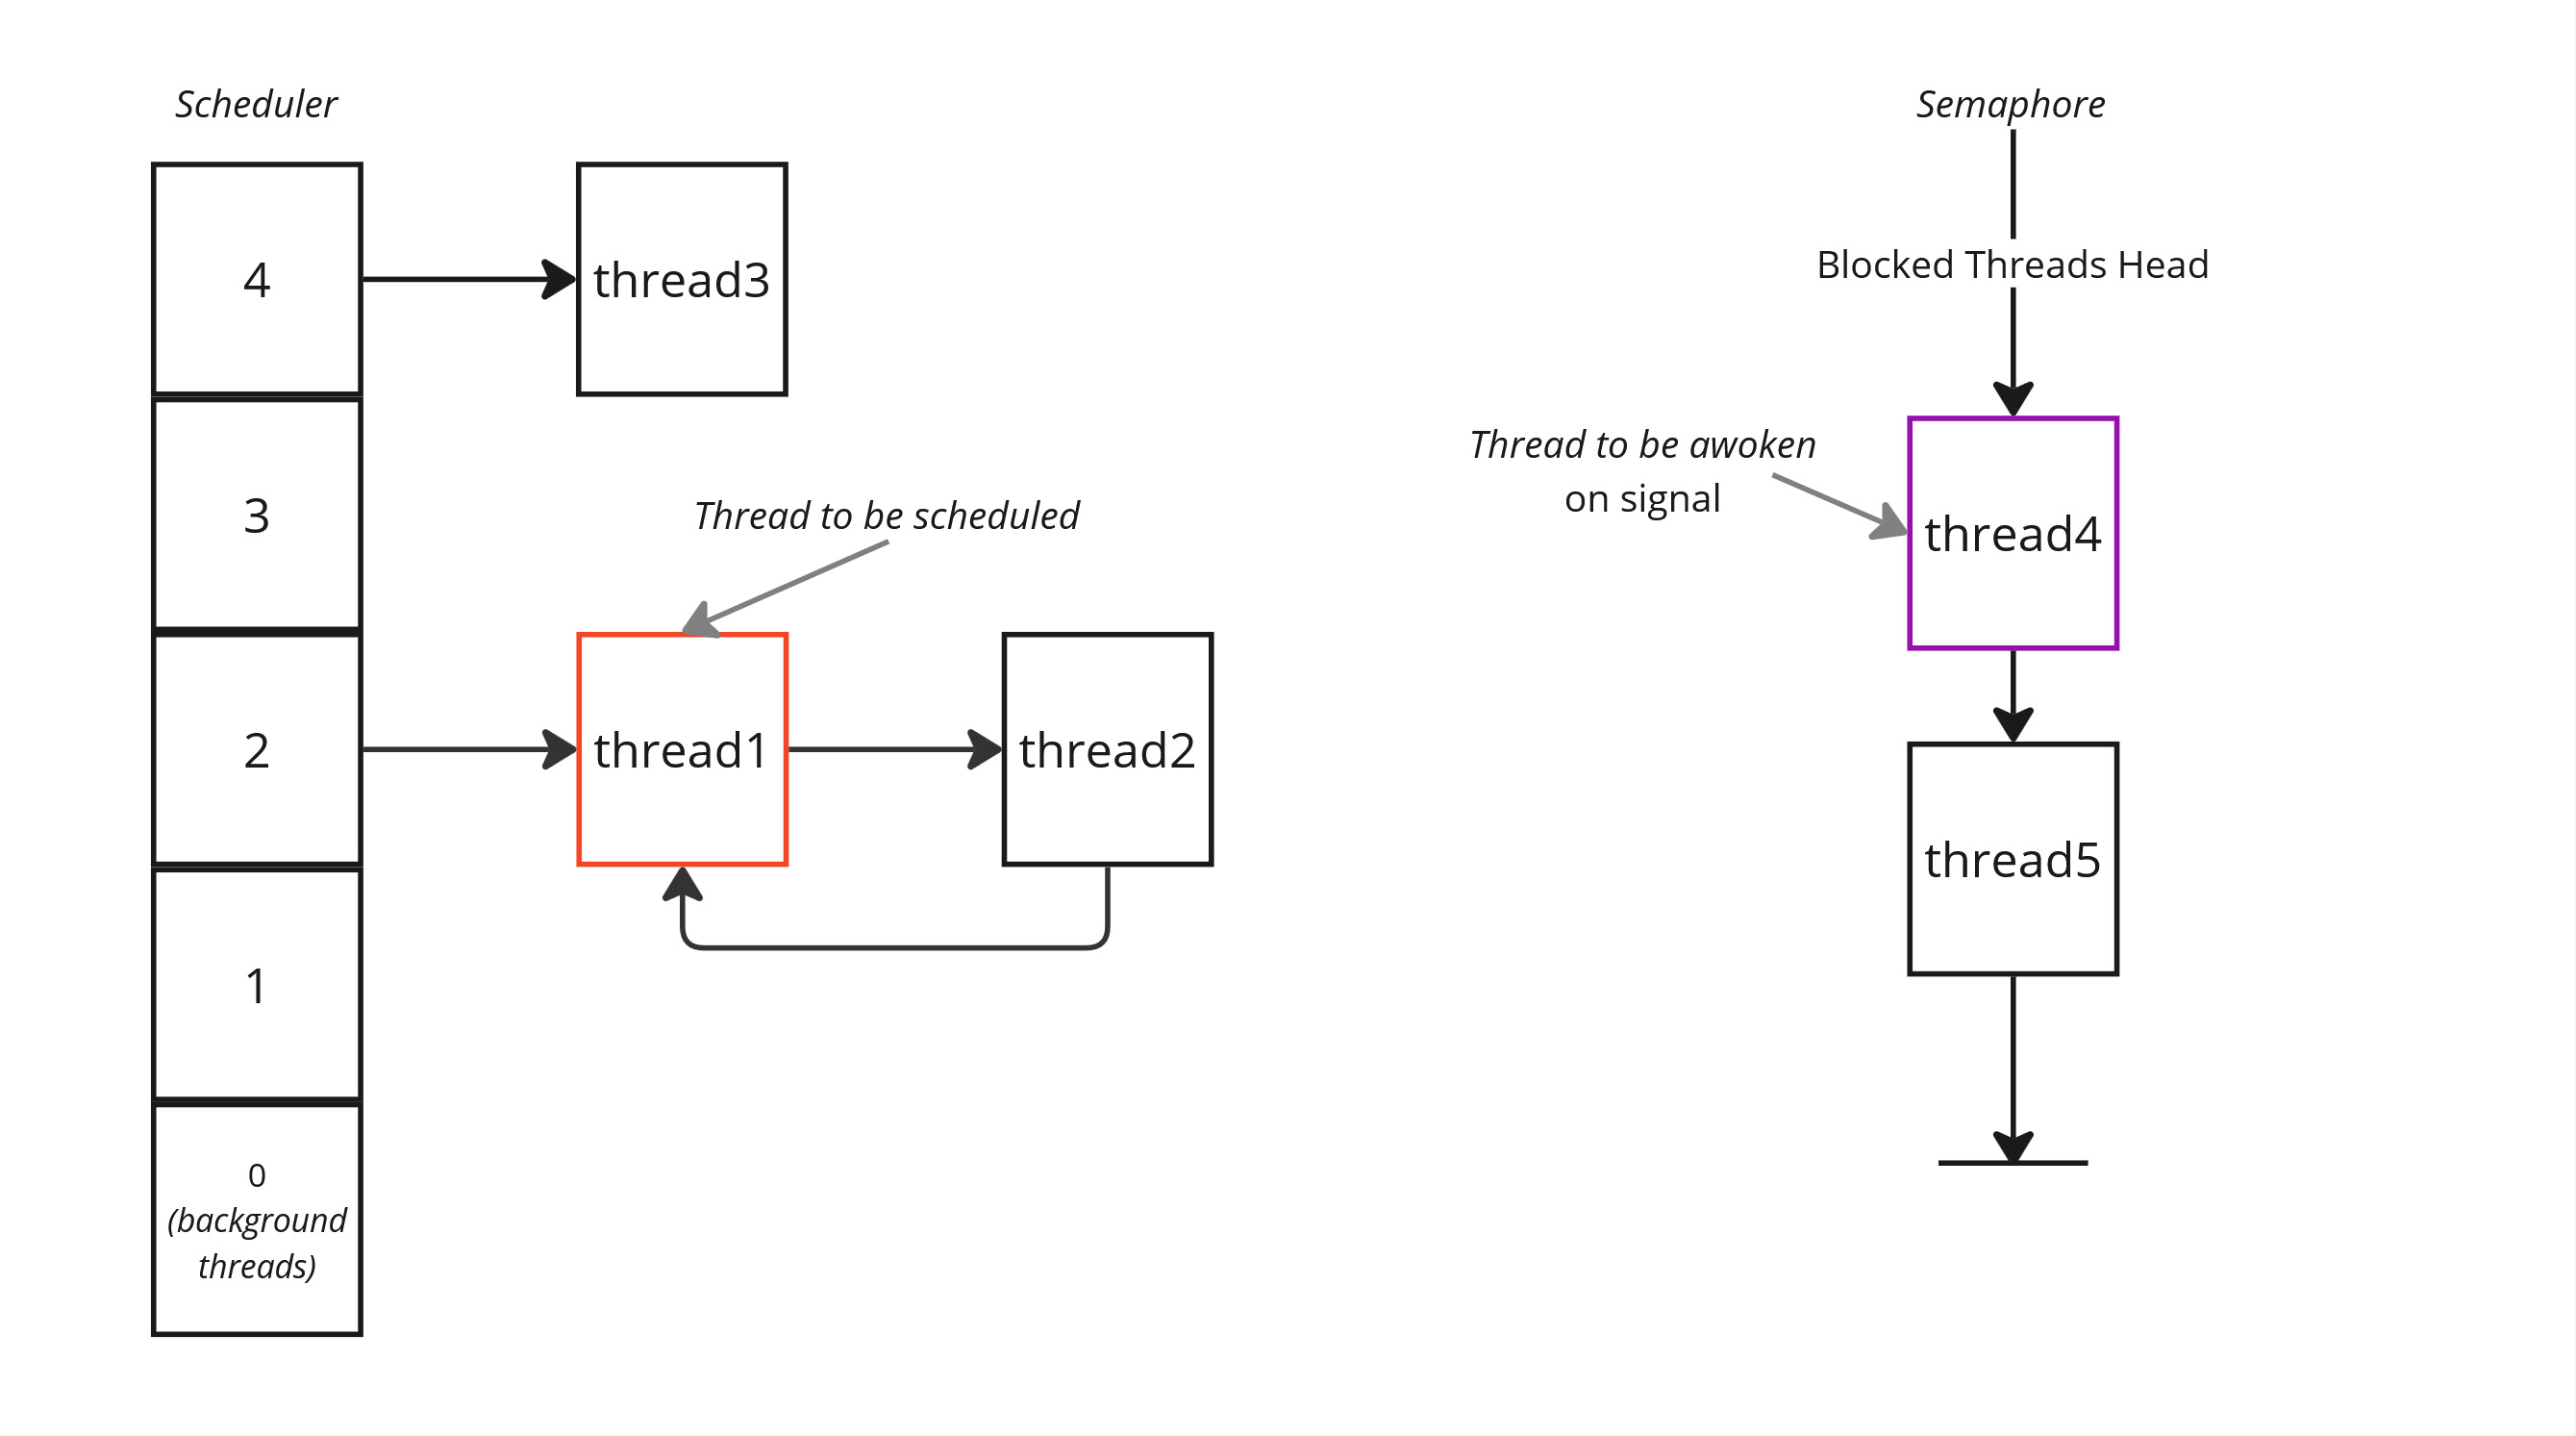 Scheduler
4
thread3
3
Thread to be scheduled
2
thread1
thread2
1
0
(background
threads)
Semaphore
Blocked Threads Head
Thread to be awoken
on signal
thread4
thread5